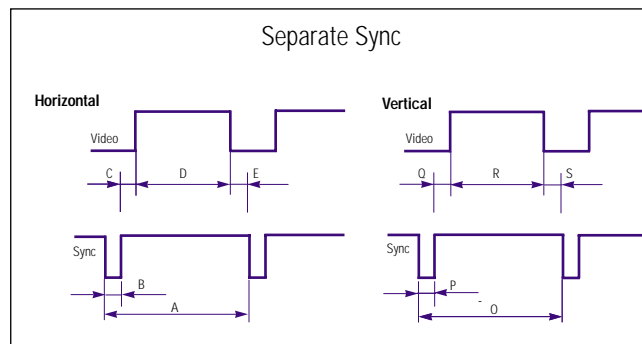 Separate Sync
Horizontal
Vertical
Video
Video
C D E
Q R S
Sync
Sync
B
P
A
O